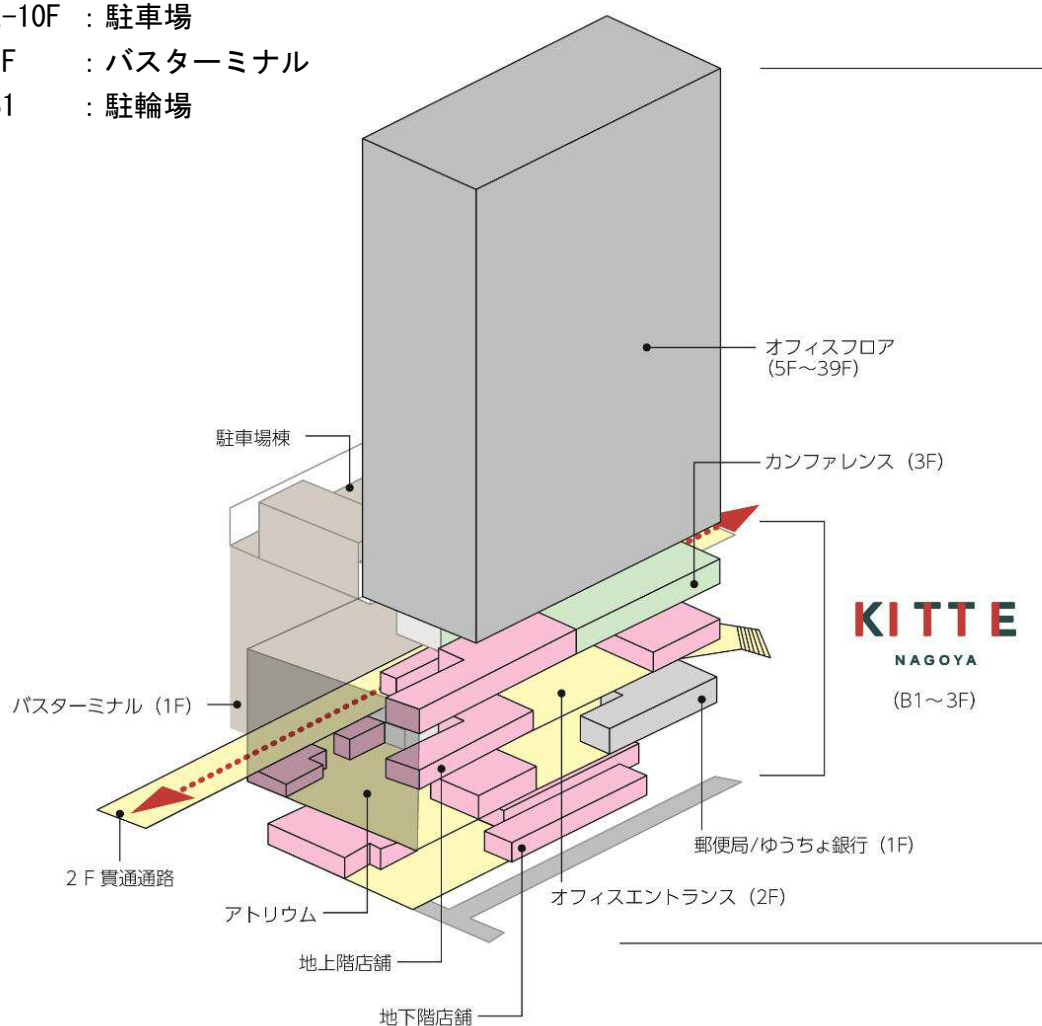 -10F : 駐車場
F : バスターミナル
1 : 駐輪場
オフィスフロア
(5F～39F)
駐車場棟
カンファレンス (3F)
KITTE
NAGOYA
(B1～3F)
バスターミナル (1F)
郵便局/ゆうちょ銀行 (1F)
2F貫通通路
オフィスエントランス (2F)
アトリウム
地上階店舗
地下階店舗